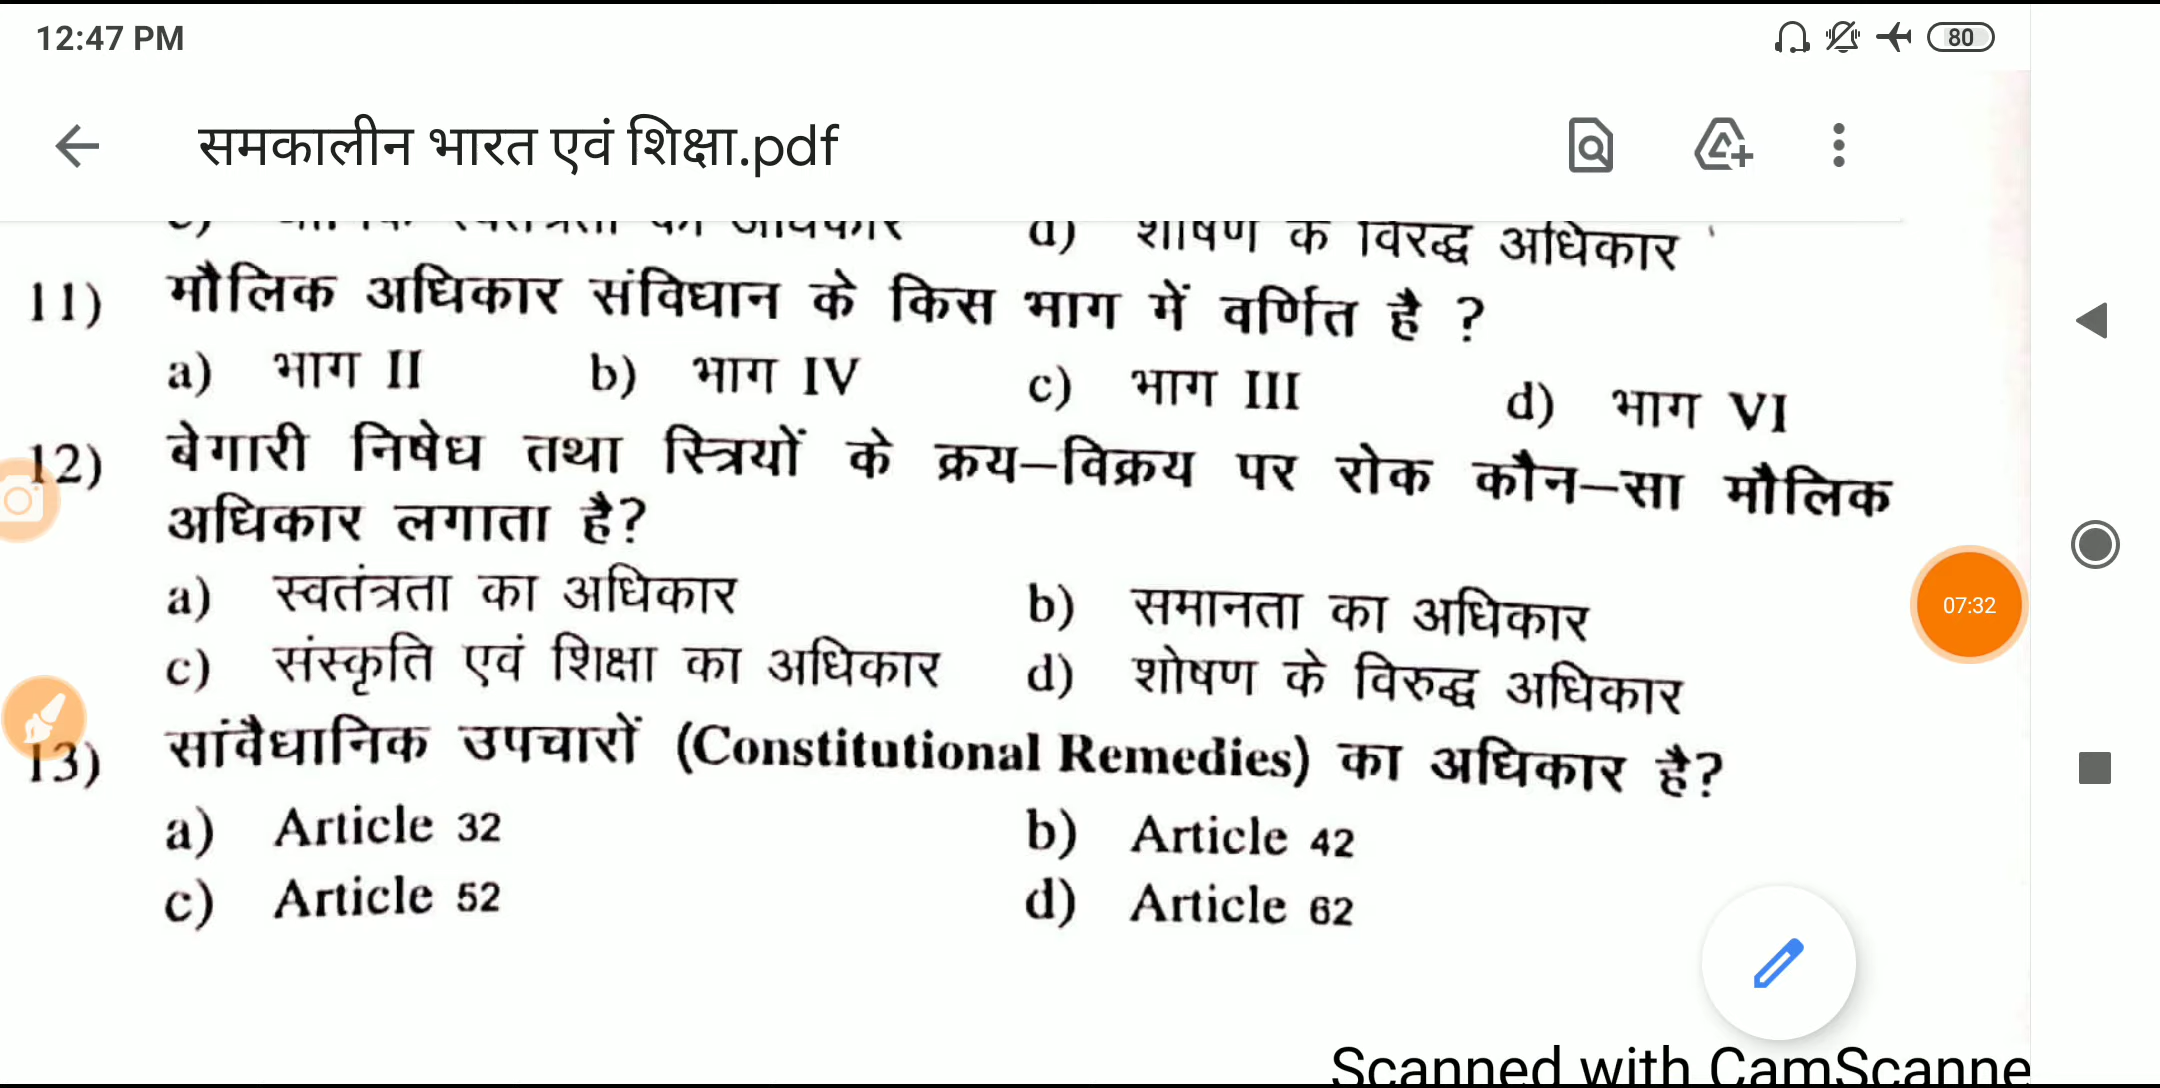 12:47 PM
80
समकालीन भारत एवं शिक्षा.pdf
d) शोषण के विरद्ध अधिकार
11) मौलिक अधिकार संविधान के किस भाग में वर्णित है ?
a) भाग II b) भाग IV c) भाग III d) भाग VI
12) बेगारी निषेध तथा स्त्रियों के क्रय–विक्रय पर रोक कौन–सा मौलिक
अधिकार लगाता है?
07:32
a) स्वतंत्रता का अधिकार b) समानता का अधिकार
c) संस्कृति एवं शिक्षा का अधिकार d) शोषण के विरुद्ध अधिकार
13) सांवैधानिक उपचारों (Constitutional Remedies) का अधिकार है?
a) Article 32 b) Article 42
c) Article 52 d) Article 62
Scanned with CamScanne